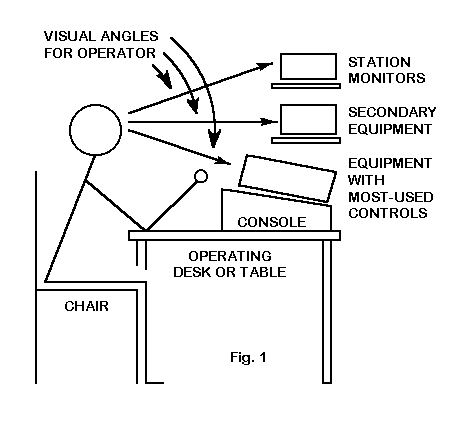 VISUAL ANGLES
FOR OPERATOR
STATION
MONITORS
SECONDARY
EQUIPMENT
EQUIPMENT
WITH
MOST-USED
CONTROLS
CONSOLE
OPERATING
DESK OR TABLE
CHAIR
Fig. 1